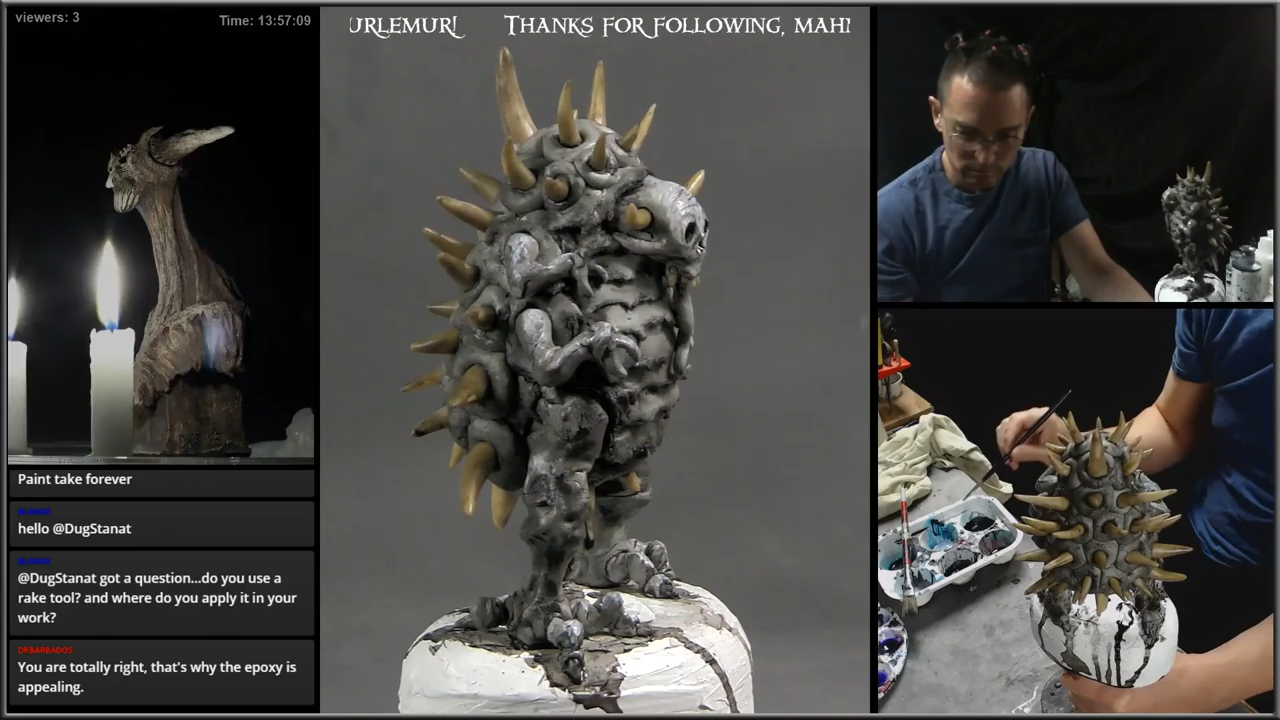 viewers: 3
Time: 13:57:09
URLEMURL THANKS FOR FOLLOWING, MAH
Paint take forever
hello @DugStanat
@DugStanat got a question...do you use a
rake tool? and where do you apply it in your
work?
DRBARBADOS
You are totally right, that's why the epoxy is
appealing.